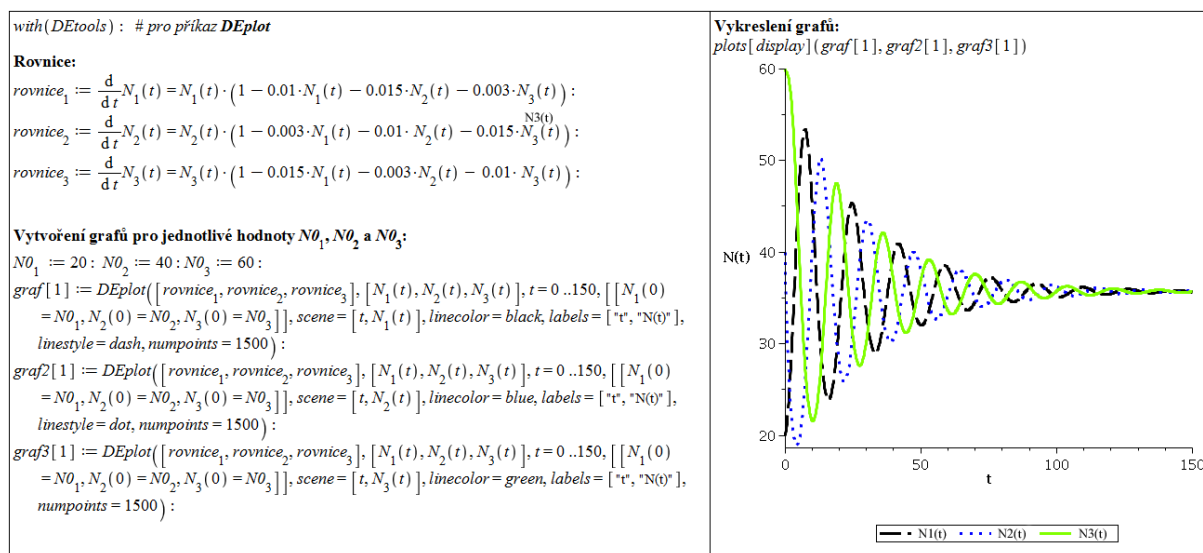 with(DEtools) : # pro příkaz DEplot
Rovnice:
rovnice₁ := d/dt N₁(t) = N₁(t)·(1 − 0.01·N₁(t) − 0.015·N₂(t) − 0.003·N₃(t)) :
rovnice₂ := d/dt N₂(t) = N₂(t)·(1 − 0.003·N₁(t) − 0.01·N₂(t) − 0.015·N₃(t)) :
N3(t)
rovnice₃ := d/dt N₃(t) = N₃(t)·(1 − 0.015·N₁(t) − 0.003·N₂(t) − 0.01·N₃(t)) :
Vytvoření grafů pro jednotlivé hodnoty N0₁, N0₂ a N0₃:
N0₁ := 20 : N0₂ := 40 : N0₃ := 60 :
graf[1] := DEplot([rovnice₁, rovnice₂, rovnice₃], [N₁(t), N₂(t), N₃(t)], t = 0 ..150, [[N₁(0)
= N0₁, N₂(0) = N0₂, N₃(0) = N0₃]], scene = [t, N₁(t)], linecolor = black, labels = ["t", "N(t)"],
linestyle = dash, numpoints = 1500) :
graf2[1] := DEplot([rovnice₁, rovnice₂, rovnice₃], [N₁(t), N₂(t), N₃(t)], t = 0 ..150, [[N₁(0)
= N0₁, N₂(0) = N0₂, N₃(0) = N0₃]], scene = [t, N₂(t)], linecolor = blue, labels = ["t", "N(t)"],
linestyle = dot, numpoints = 1500) :
graf3[1] := DEplot([rovnice₁, rovnice₂, rovnice₃], [N₁(t), N₂(t), N₃(t)], t = 0 ..150, [[N₁(0)
= N0₁, N₂(0) = N0₂, N₃(0) = N0₃]], scene = [t, N₃(t)], linecolor = green, labels = ["t", "N(t)"],
numpoints = 1500) :
Vykreslení grafů:
plots[display](graf[1], graf2[1], graf3[1])
60
50
40
N(t)
30
20
0 50 100 150
t
N1(t) N2(t) N3(t)